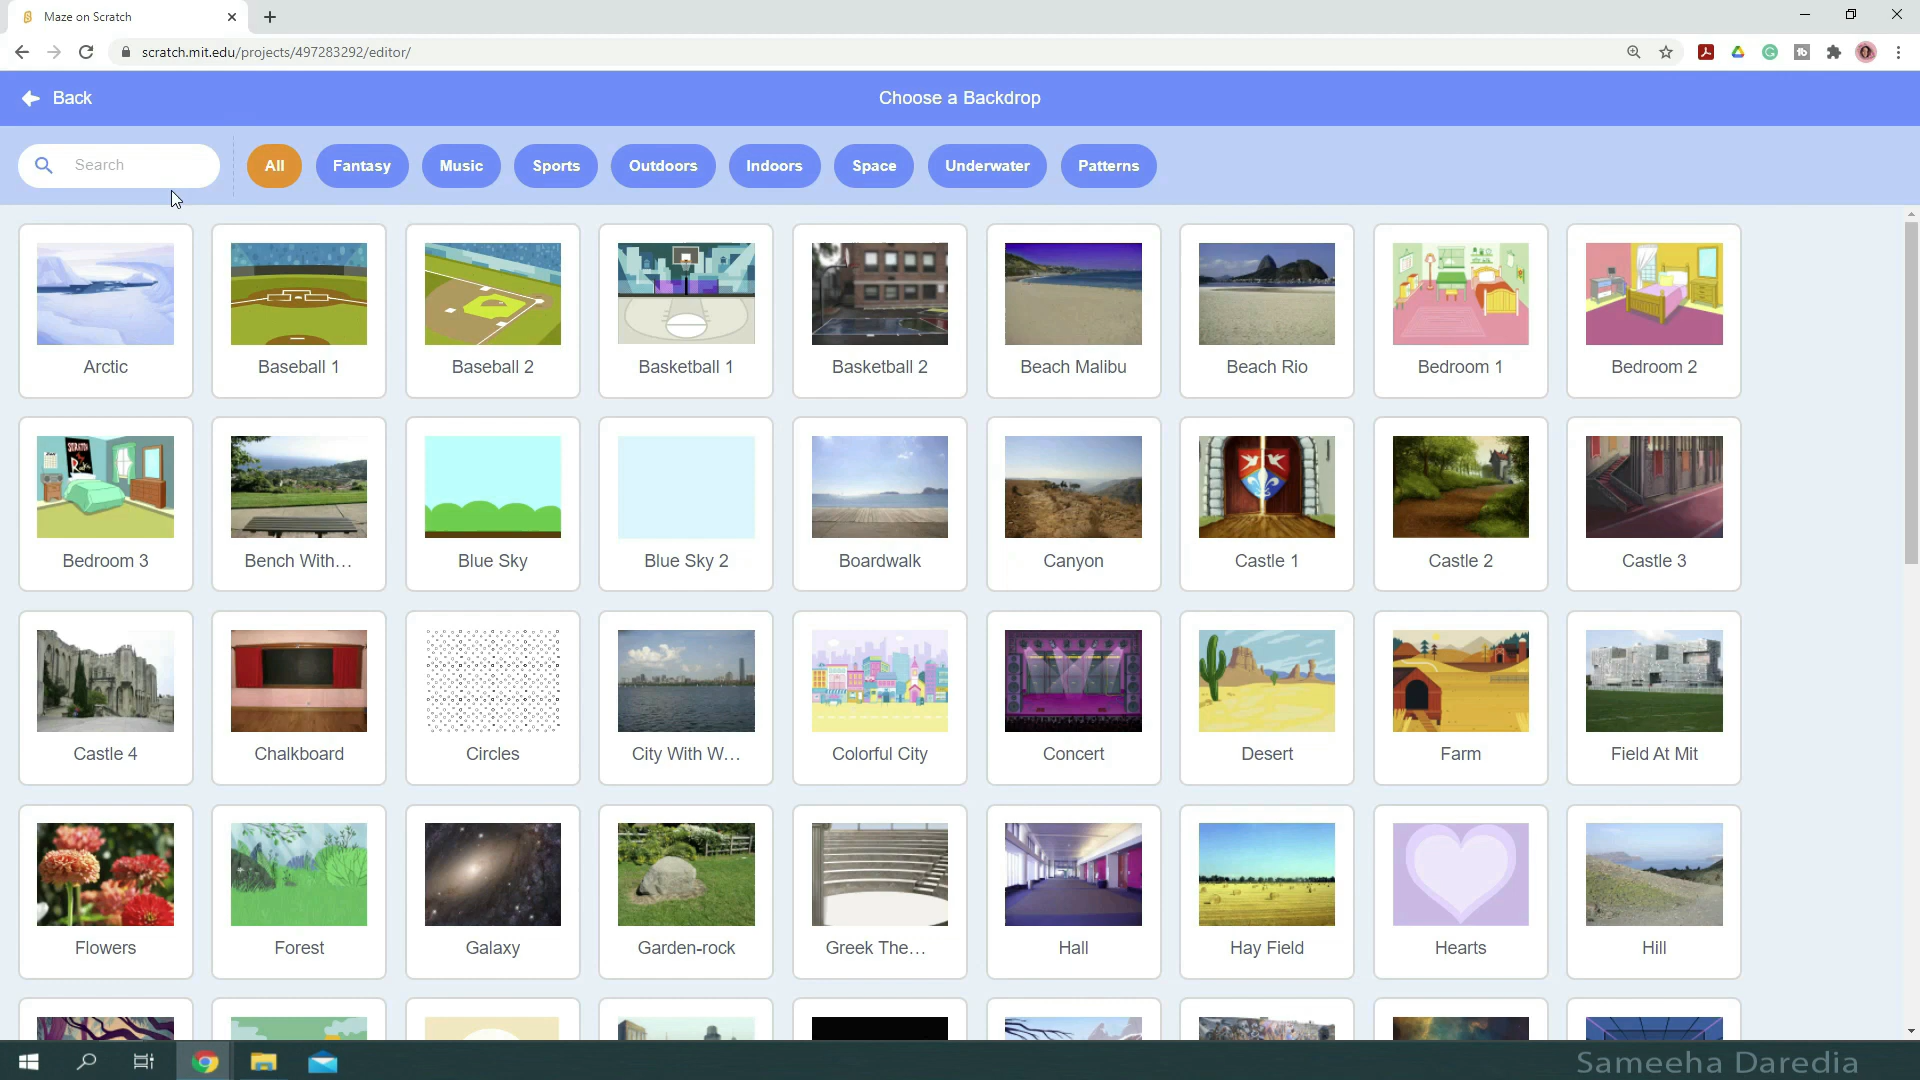 Maze on Scratch
scratch.mit.edu/projects/497283292/editor/
Back
Choose a Backdrop
Search
All
Fantasy
Music
Sports
Outdoors
Indoors
Space
Underwater
Patterns
Arctic
Baseball 1
Baseball 2
Basketball 1
Basketball 2
Beach Malibu
Beach Rio
Bedroom 1
Bedroom 2
Bedroom 3
Bench With...
Blue Sky
Blue Sky 2
Boardwalk
Canyon
Castle 1
Castle 2
Castle 3
Castle 4
Chalkboard
Circles
City With W...
Colorful City
Concert
Desert
Farm
Field At Mit
Flowers
Forest
Galaxy
Garden-rock
Greek The...
Hall
Hay Field
Hearts
Hill
Sameeha Daredia